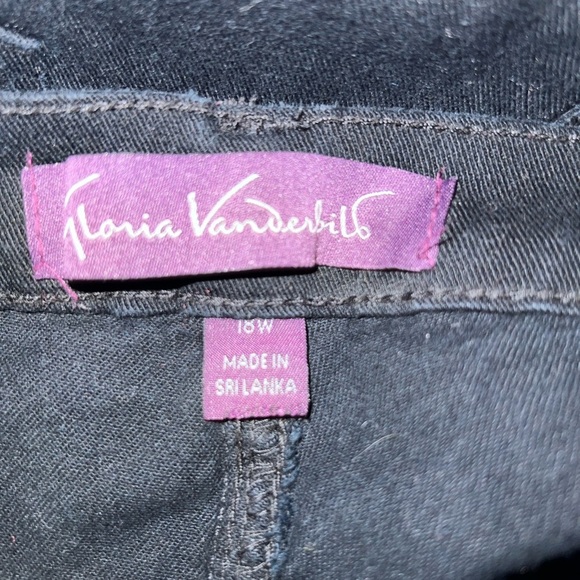 Gloria Vanderbilt
18W
MADE IN
SRI LANKA